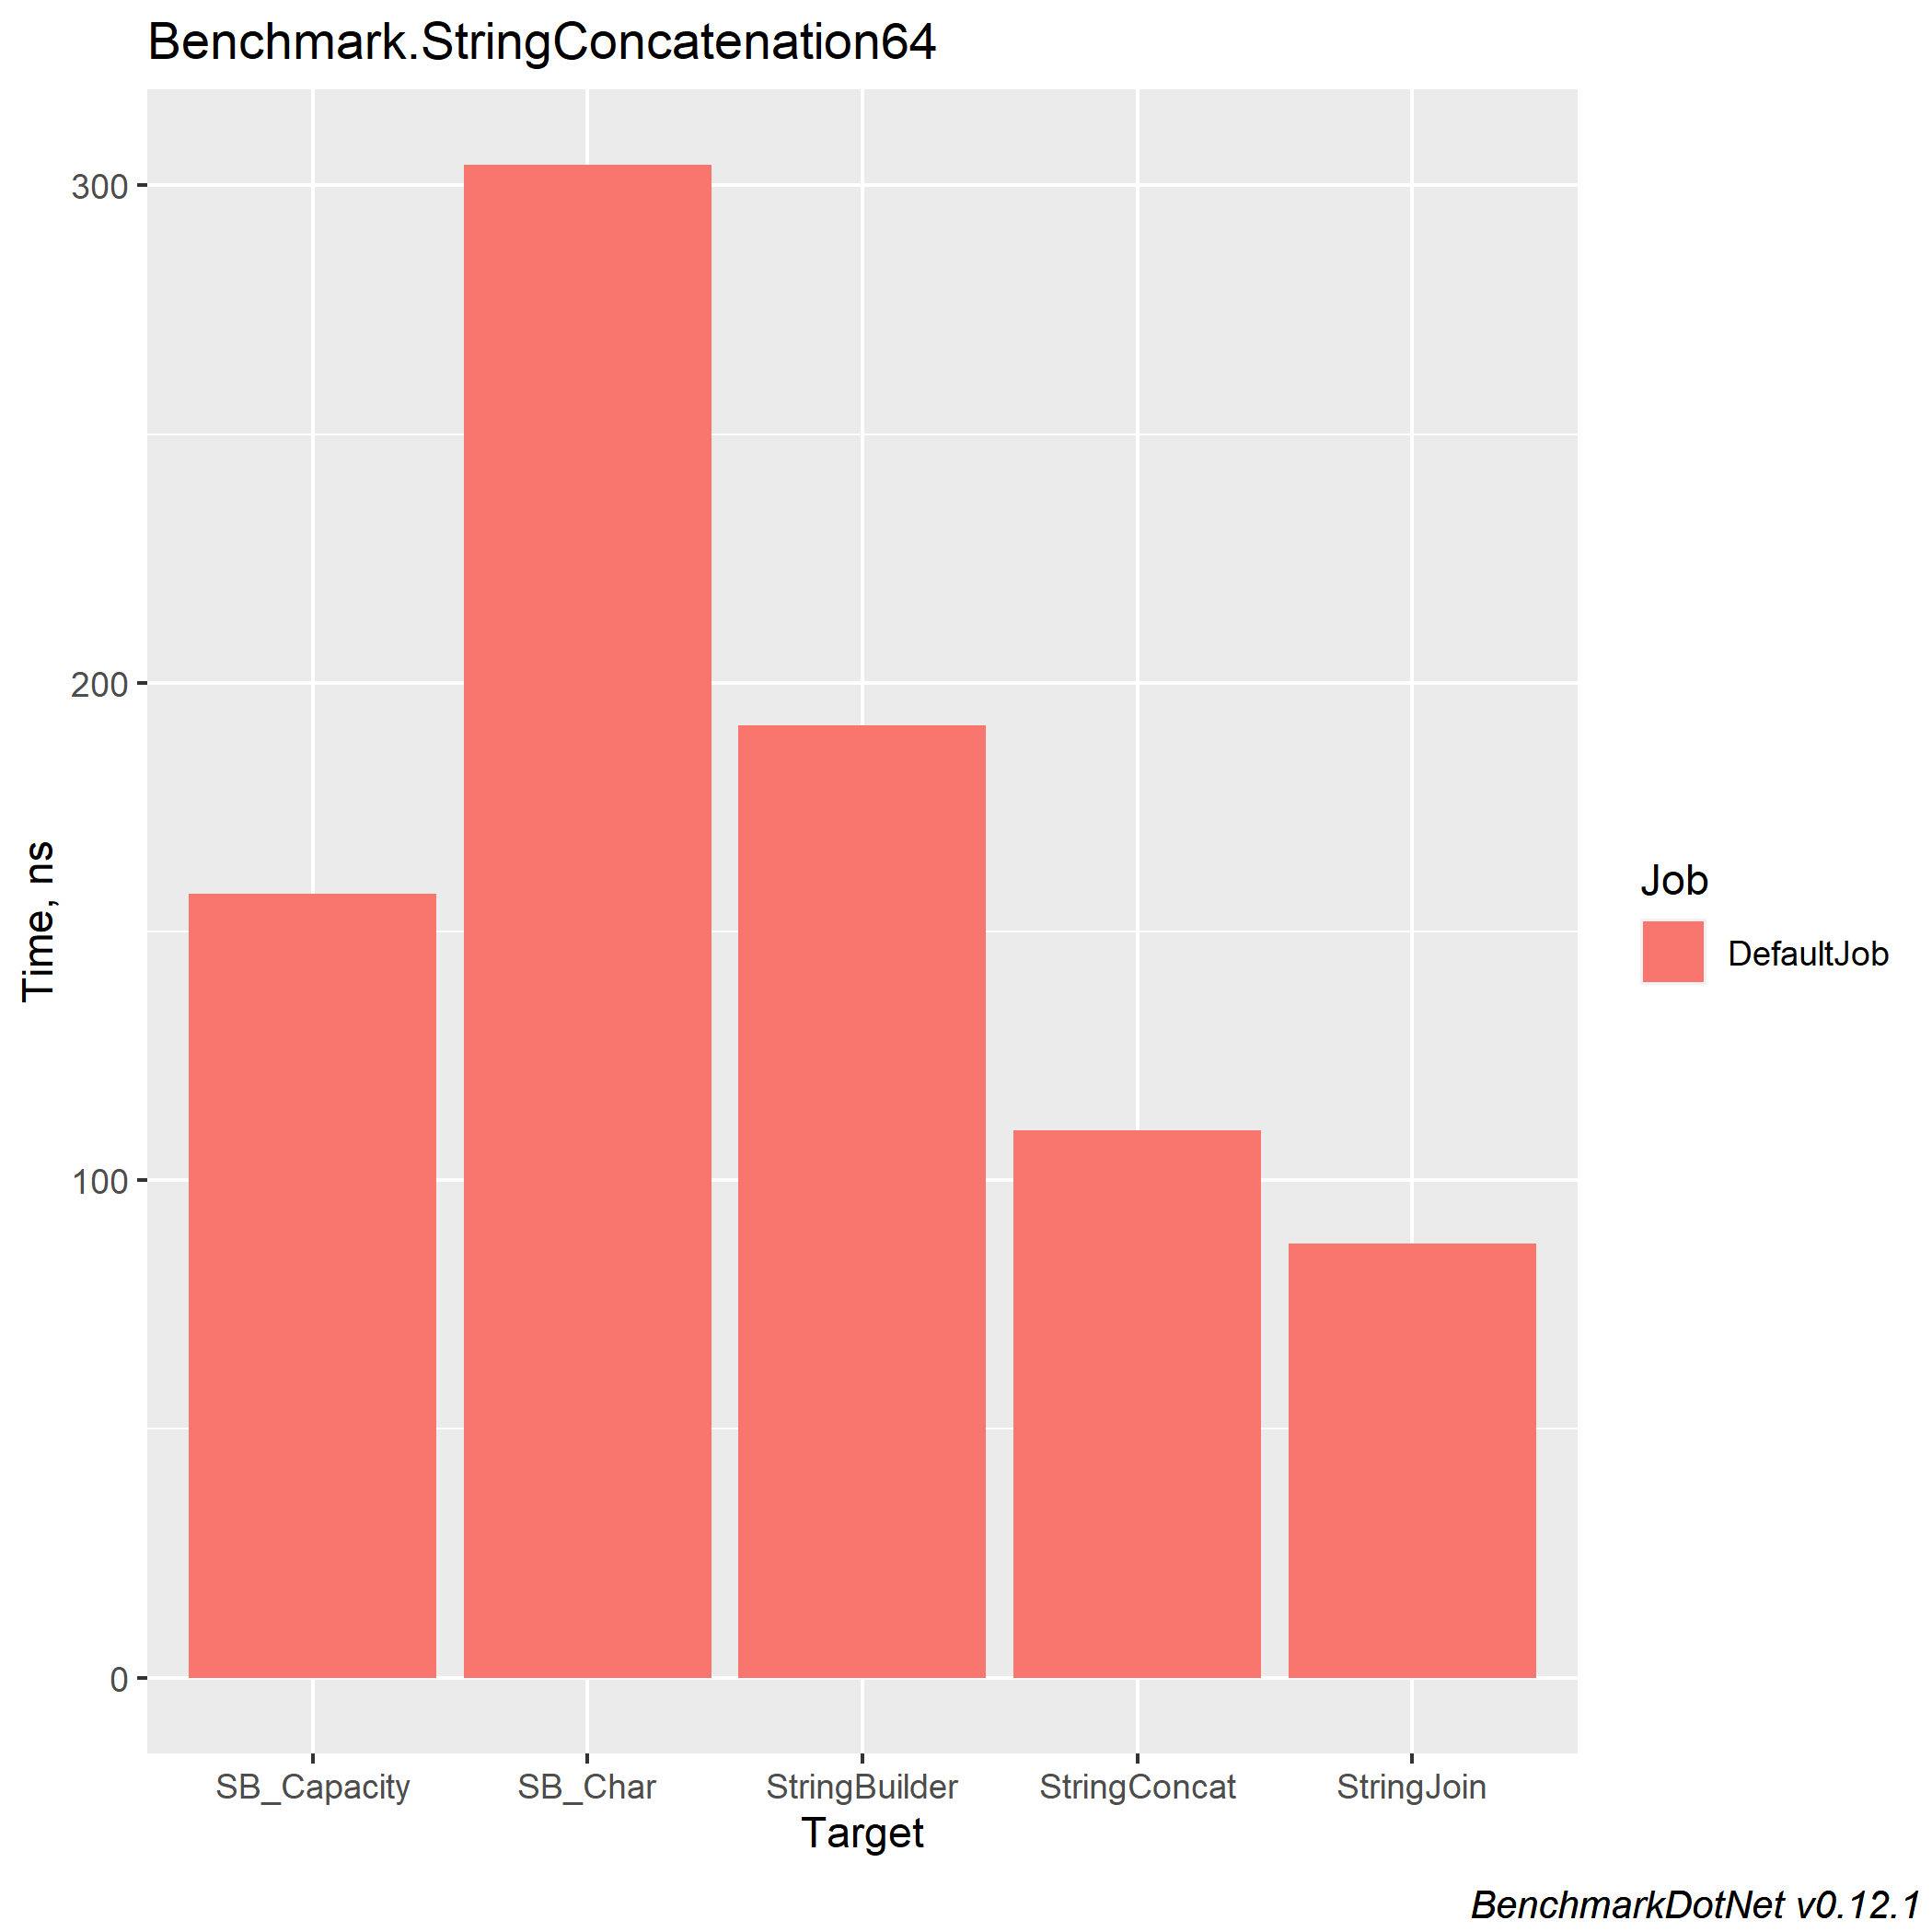 Benchmark.StringConcatenation64
300
200
100
0
Time, ns
SB_Capacity SB_Char StringBuilder StringConcat StringJoin
Target
Job
DefaultJob
BenchmarkDotNet v0.12.1